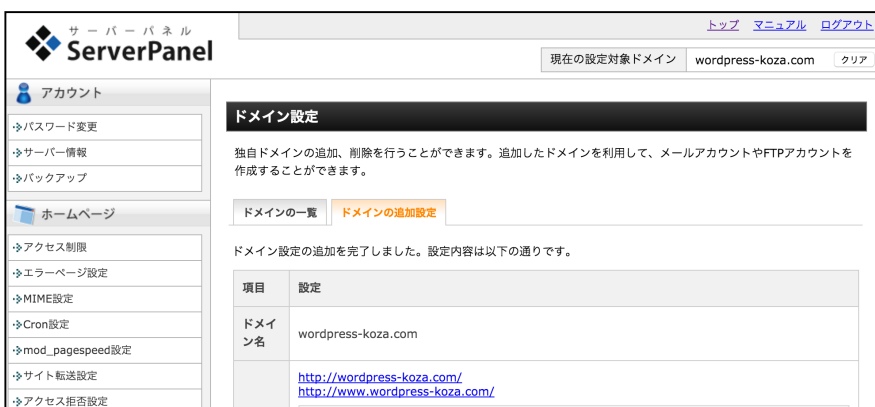 サーバーパネル
ServerPanel
トップ マニュアル ログアウト
現在の設定対象ドメイン wordpress-koza.com クリア
アカウント
パスワード変更
サーバー情報
バックアップ
ホームページ
アクセス制限
エラーページ設定
MIME設定
Cron設定
mod_pagespeed設定
サイト転送設定
アクセス拒否設定
ドメイン設定
独自ドメインの追加、削除を行うことができます。追加したドメインを利用して、メールアカウントやFTPアカウントを
作成することができます。
ドメインの一覧 ドメインの追加設定
ドメイン設定の追加を完了しました。設定内容は以下の通りです。
項目 設定
ドメイ
ン名
wordpress-koza.com
http://wordpress-koza.com/
http://www.wordpress-koza.com/